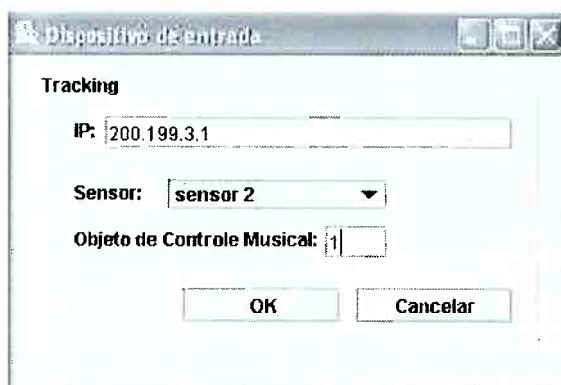 Dispositivo de entrada
Tracking
IP: 200.199.3.1
Sensor: sensor 2
Objeto de Controle Musical: 1
OK Cancelar